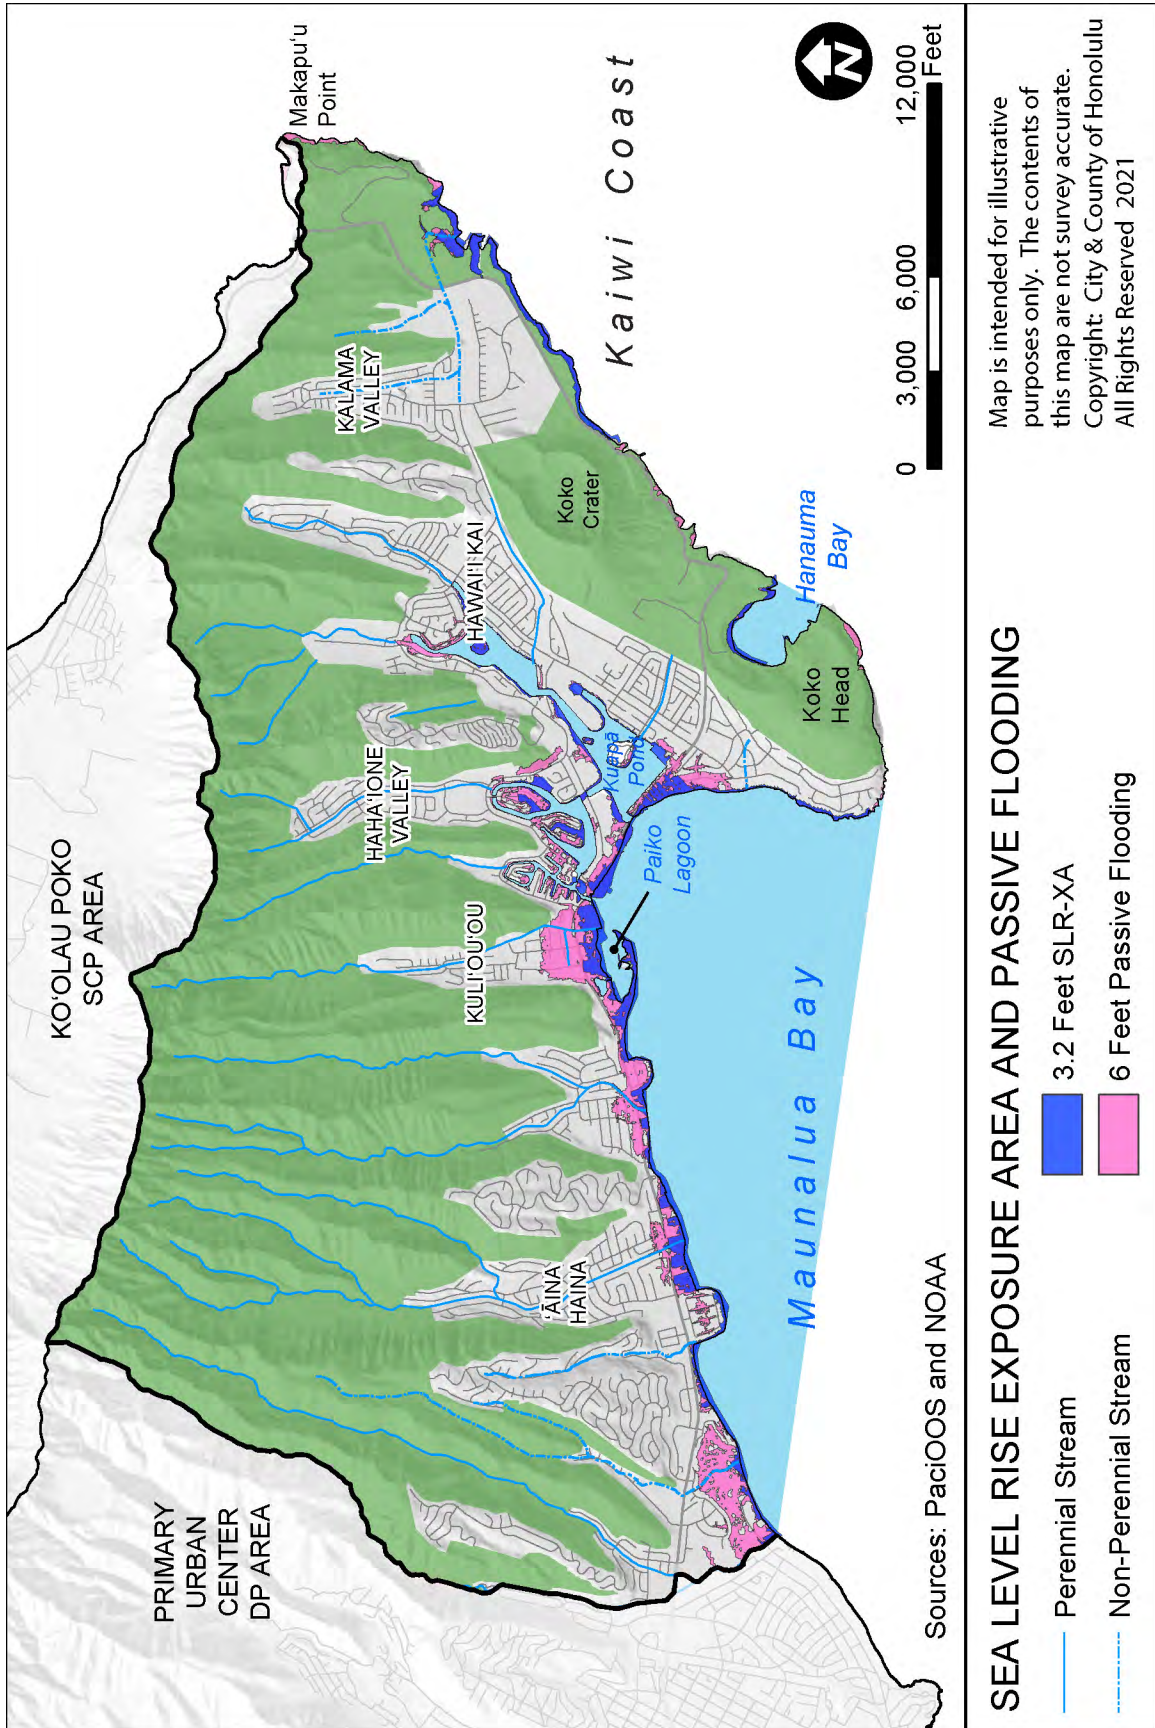 KO‘OLAU POKO
SCP AREA
PRIMARY
URBAN
CENTER
DP AREA
Makapu‘u
Point
KALAMA
VALLEY
HAWAI‘I KAI
HAHA‘IONE
VALLEY
KULI‘OU‘OU
‘ĀINA
HAINA
Koko
Crater
Kaiwi Coast
Kuapā
Pond
Paiko
Lagoon
Hanauma
Bay
Koko
Head
Maunalua Bay
N
0 3,000 6,000 12,000
Feet
Sources: PacIOOS and NOAA
SEA LEVEL RISE EXPOSURE AREA AND PASSIVE FLOODING
Perennial Stream
Non-Perennial Stream
3.2 Feet SLR-XA
6 Feet Passive Flooding
Map is intended for illustrative
purposes only. The contents of
this map are not survey accurate.
Copyright: City & County of Honolulu
All Rights Reserved 2021